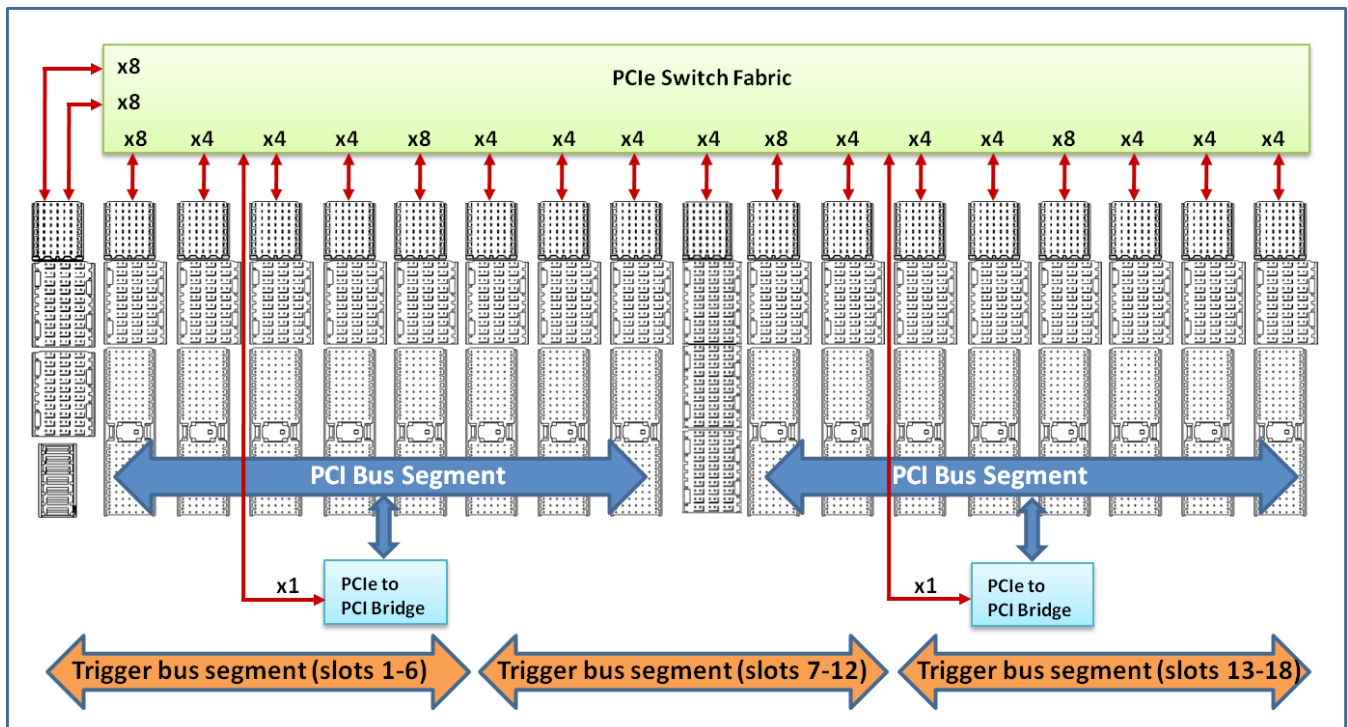 x8
PCIe Switch Fabric
x8
x8 x4 x4 x4 x8 x4 x4 x4 x4 x8 x4 x4 x4 x8 x4 x4 x4
PCI Bus Segment
PCI Bus Segment
x1
PCIe to
PCI Bridge
x1
PCIe to
PCI Bridge
Trigger bus segment (slots 1-6)
Trigger bus segment (slots 7-12)
Trigger bus segment (slots 13-18)